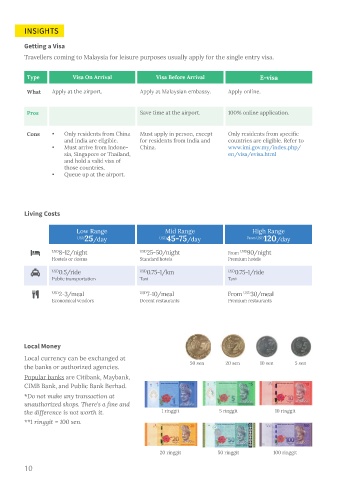 INSIGHTS
Getting a Visa
Travellers coming to Malaysia for leisure purposes usually apply for the single entry visa.
Type Visa On Arrival Visa Before Arrival E-visa
What Apply at the airport. Apply at Malaysian embassy. Apply online.
Pros Save time at the airport. 100% online application.
Cons • Only residents from China Must apply in person, except Only residents from specific
and India are eligible. for residents from India and countries are eligible. Refer to
• Must arrive from Indone- China. www.imi.gov.my/index.php/
sia, Singapore or Thailand, en/visa/evisa.html
and hold a valid visa of
those countries.
• Queue up at the airport.
Living Costs
Low Range Mid Range High Range
USD25/day USD45-75/day From USD120/day
USD8-12/night USD25-50/night From USD90/night
Hostels or dorms Standard hotels Premium hotels
USD0.5/ride USD0.75-1/km USD0.75-1/ride
Public transportation Taxi Taxi
USD2-3/meal USD7-10/meal From USD30/meal
Economical vendors Decent restaurants Premium restaurants
Local Money
Local currency can be exchanged at
the banks or authorized agencies.
Popular banks are Citibank, Maybank,
CIMB Bank, and Public Bank Berhad.
*Do not make any transaction at
unauthorized shops. There's a fine and
the difference is not worth it.
**1 ringgit = 100 sen.
50 sen 20 sen 10 sen 5 sen
1 ringgit 5 ringgit 10 ringgit
20 ringgit 50 ringgit 100 ringgit
10